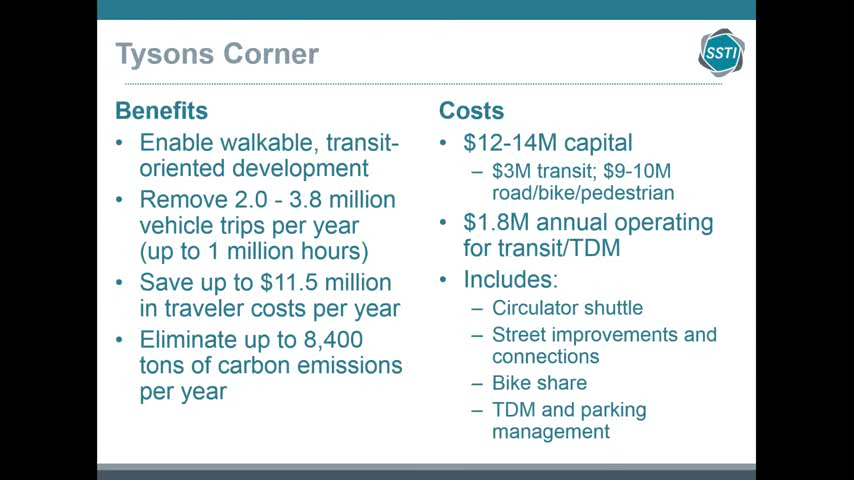 Tysons Corner
SSTI
Benefits
• Enable walkable, transit-
oriented development
• Remove 2.0 - 3.8 million
vehicle trips per year
(up to 1 million hours)
• Save up to $11.5 million
in traveler costs per year
• Eliminate up to 8,400
tons of carbon emissions
per year
Costs
• $12-14M capital
– $3M transit; $9-10M
road/bike/pedestrian
• $1.8M annual operating
for transit/TDM
• Includes:
– Circulator shuttle
– Street improvements and
connections
– Bike share
– TDM and parking
management